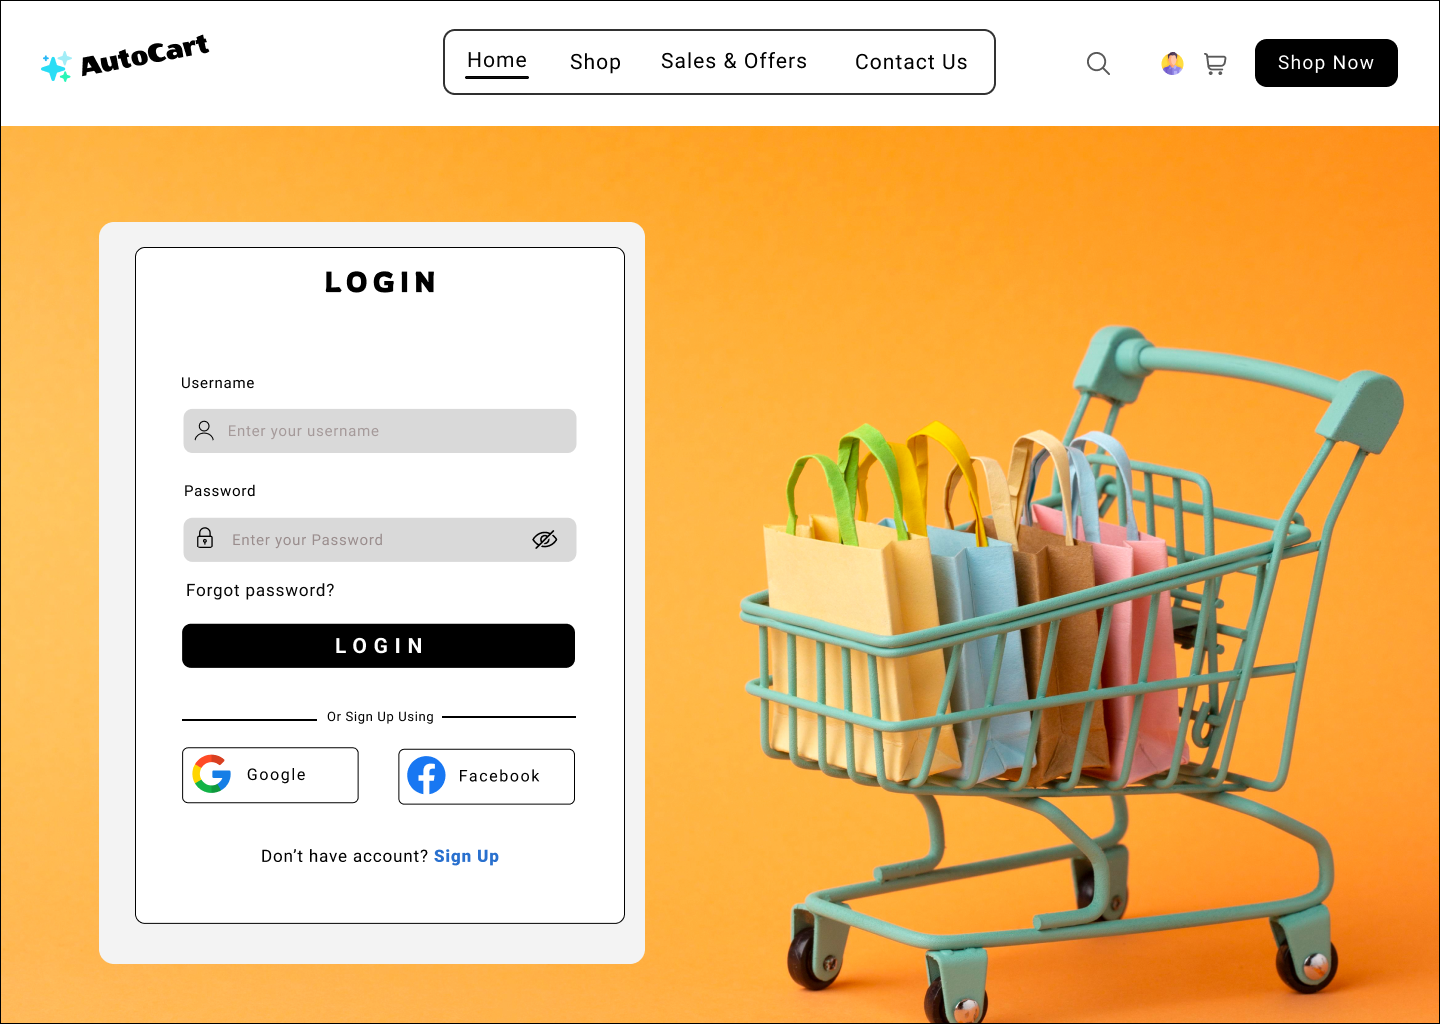 AutoCart
Home Shop Sales & Offers Contact Us
Shop Now
LOGIN
Username
Enter your username
Password
Enter your Password
Forgot password?
LOGIN
Or Sign Up Using
Google Facebook
Don’t have account? Sign Up